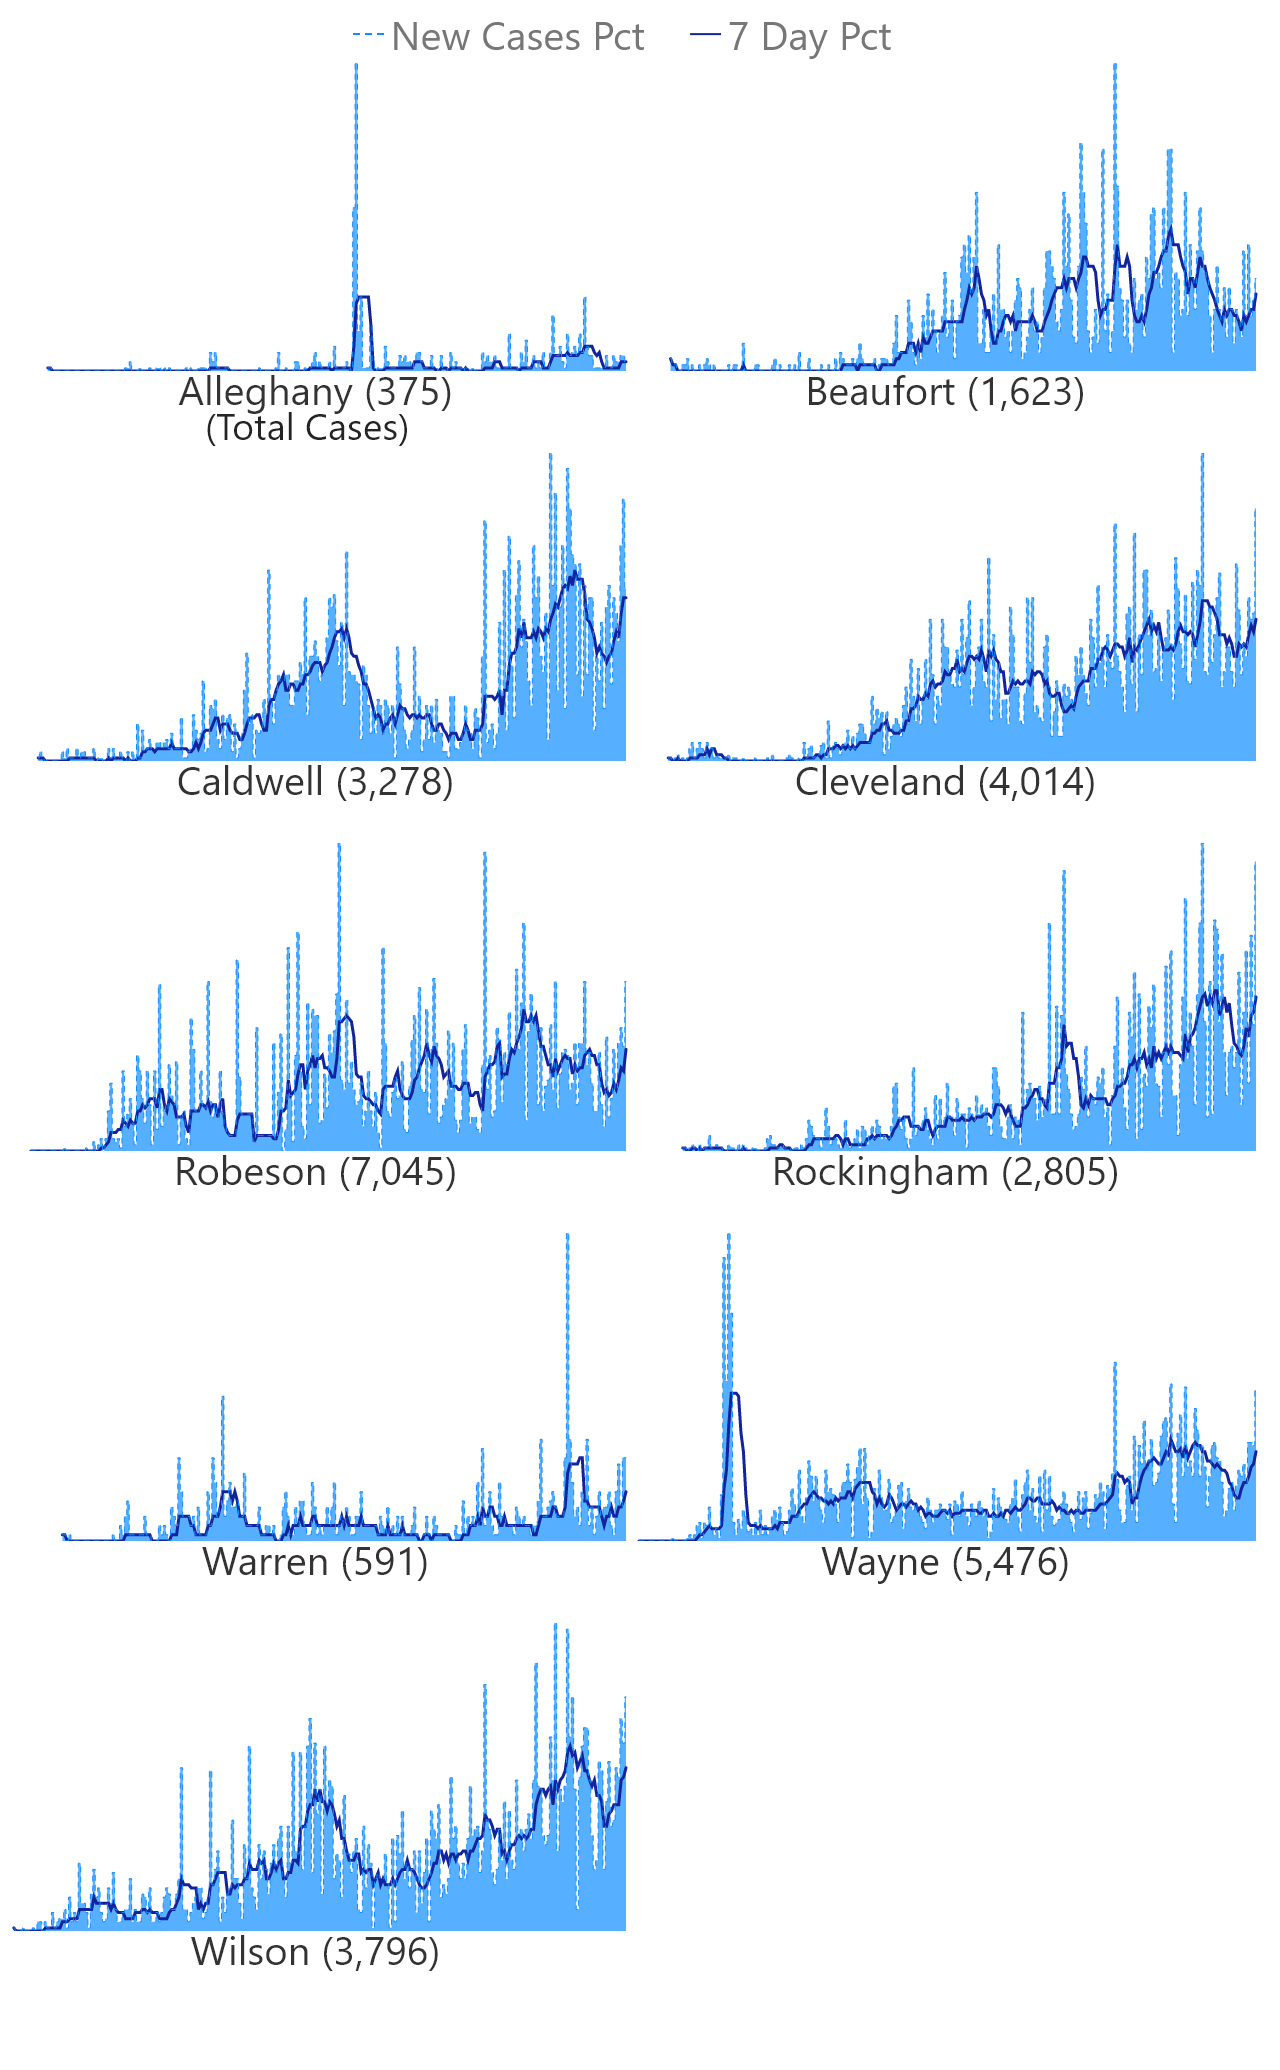 New Cases Pct 7 Day Pct
Alleghany (375) Beaufort (1,623)
(Total Cases)
Caldwell (3,278) Cleveland (4,014)
Robeson (7,045) Rockingham (2,805)
Warren (591) Wayne (5,476)
Wilson (3,796)